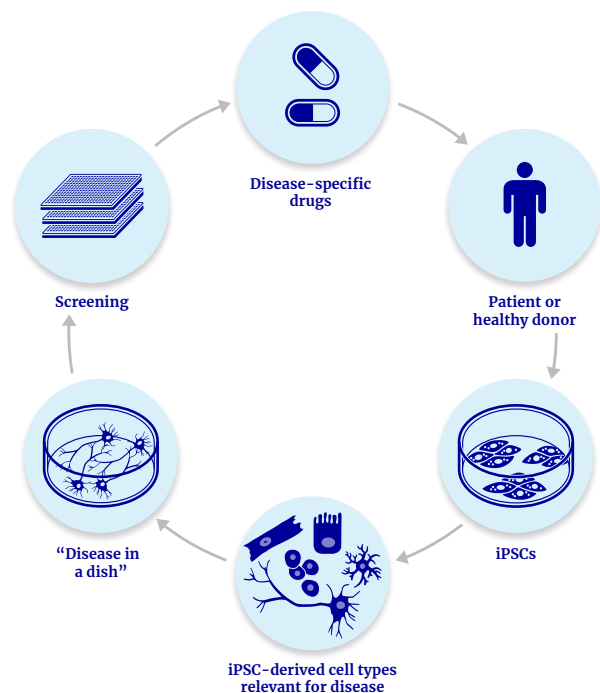 Disease-specific
drugs
Screening
Patient or
healthy donor
“Disease in
a dish”
iPSCs
iPSC-derived cell types
relevant for disease